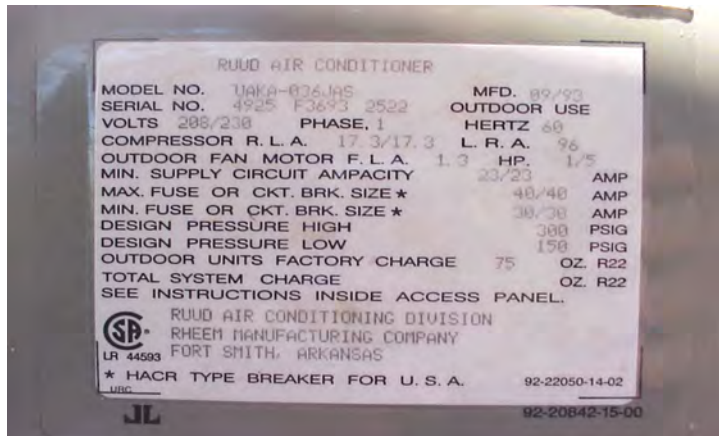 RUUD AIR CONDITIONER
MODEL NO. UAKA-036JAS MFD. 09/93
SERIAL NO. 4925 F3693 2522 OUTDOOR USE
VOLTS 208/230 PHASE, 1 HERTZ 60
COMPRESSOR R. L. A. 17.3/17.3 L. R. A. 96
OUTDOOR FAN MOTOR F. L. A. 1.3 HP. 1/5
MIN. SUPPLY CIRCUIT AMPACITY 23/23 AMP
MAX. FUSE OR CKT. BRK. SIZE * 40/40 AMP
MIN. FUSE OR CKT. BRK. SIZE * 30/30 AMP
DESIGN PRESSURE HIGH 300 PSIG
DESIGN PRESSURE LOW 150 PSIG
OUTDOOR UNITS FACTORY CHARGE 75 OZ. R22
TOTAL SYSTEM CHARGE OZ. R22
SEE INSTRUCTIONS INSIDE ACCESS PANEL.
RUUD AIR CONDITIONING DIVISION
RHEEM MANUFACTURING COMPANY
LR 44593 FORT SMITH, ARKANSAS
* HACR TYPE BREAKER FOR U. S. A. 92-22050-14-02
URC
JL 92-20842-15-00